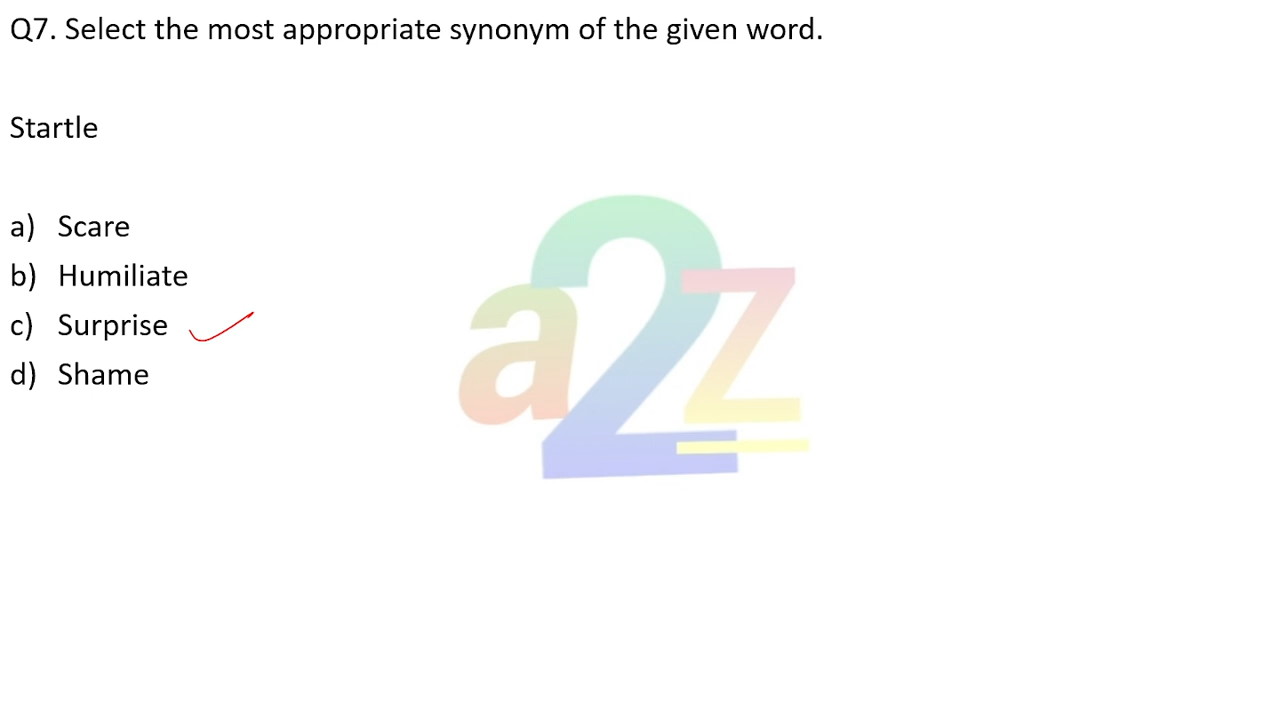 Q7. Select the most appropriate synonym of the given word.
Startle
a) Scare
b) Humiliate
c) Surprise
d) Shame
a2z